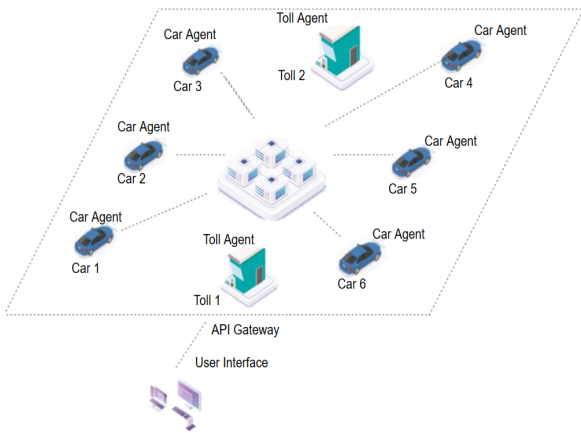 Toll Agent
Car Agent
Car Agent
Toll 2
Car 3
Car 4
Car Agent
Car Agent
Car 2
Car 5
Car Agent
Toll Agent
Car Agent
Car 1
Car 6
Toll 1
API Gateway
User Interface